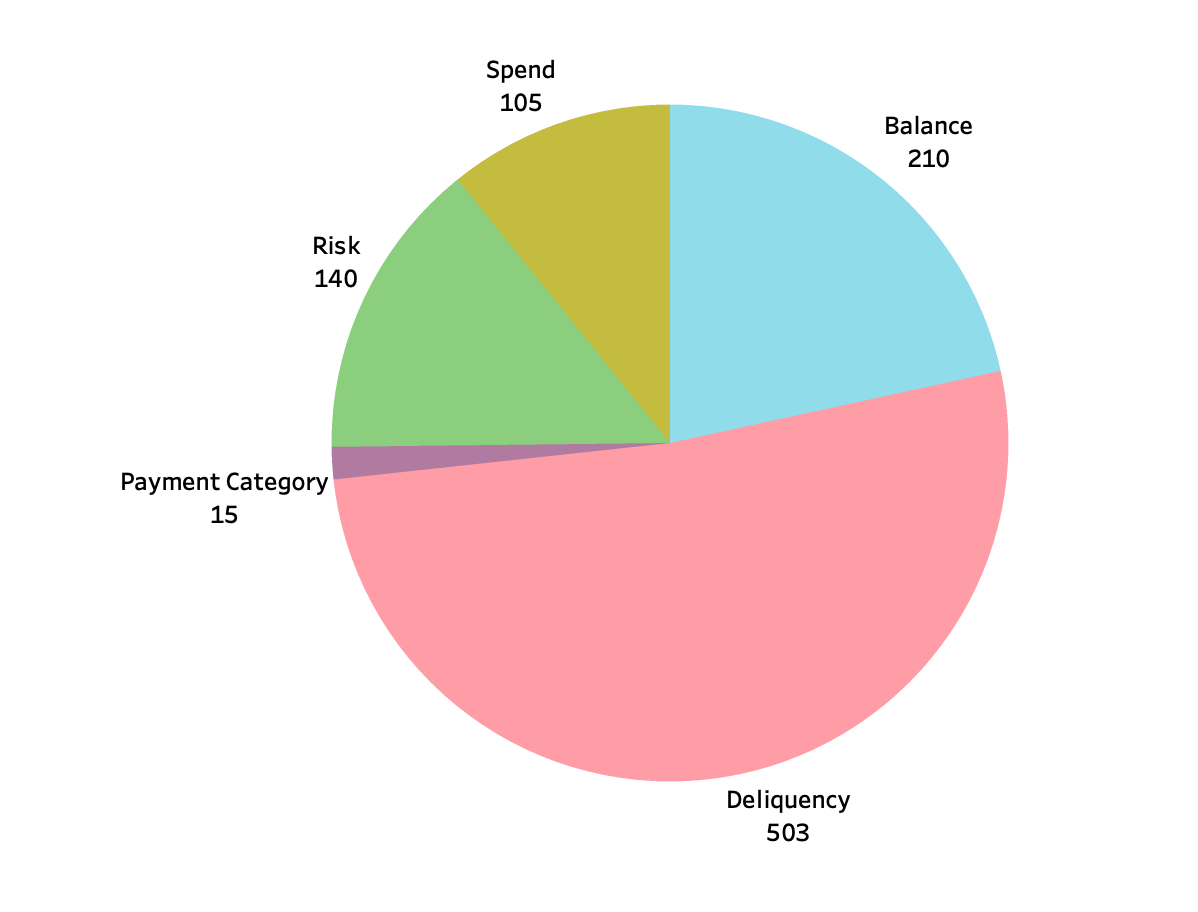 Spend
105
Balance
210
Risk
140
Payment Category
15
Deliquency
503